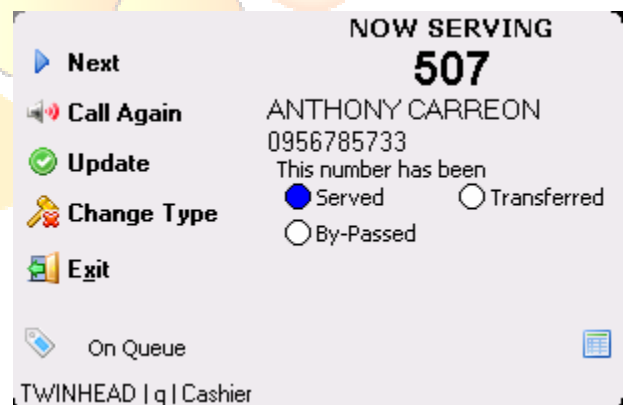 NOW SERVING
507
ANTHONY CARREON
0956785733
This number has been
Served Transferred
By-Passed
Next
Call Again
Update
Change Type
Exit
On Queue
TWINHEAD | q | Cashier